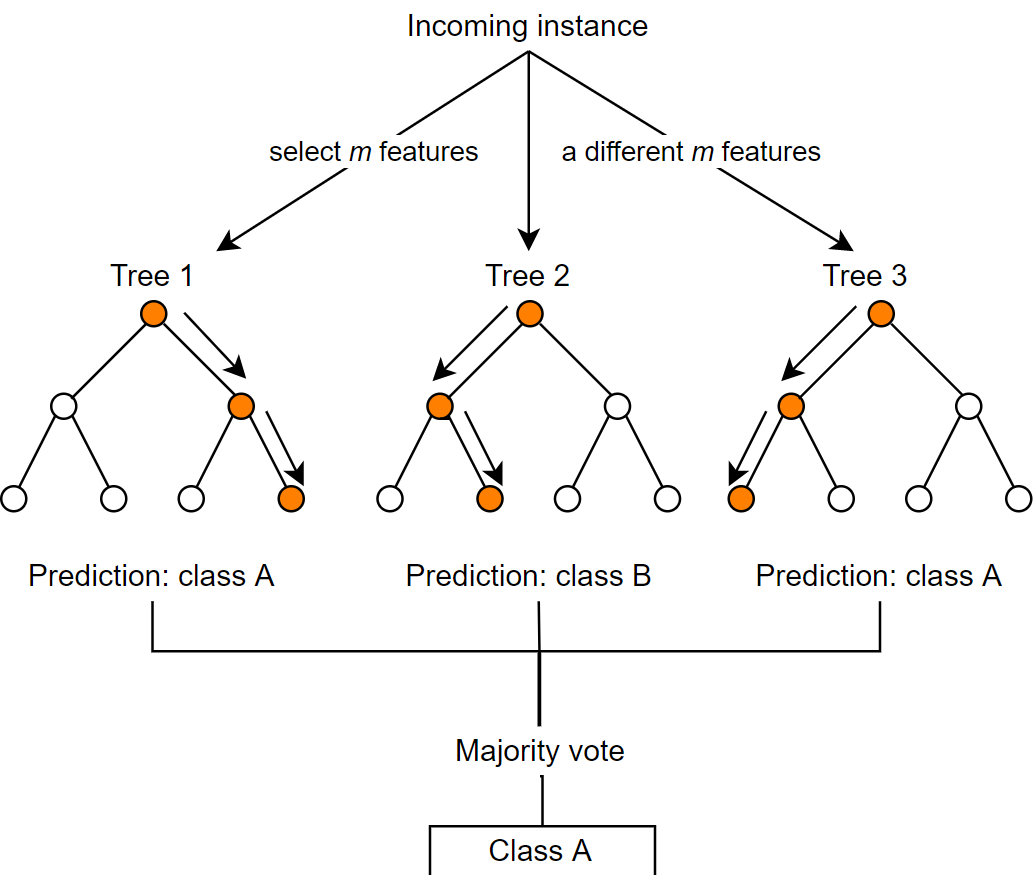 Incoming instance
select m features
a different m features
Tree 1
Tree 2
Tree 3
Prediction: class A
Prediction: class B
Prediction: class A
Majority vote
Class A